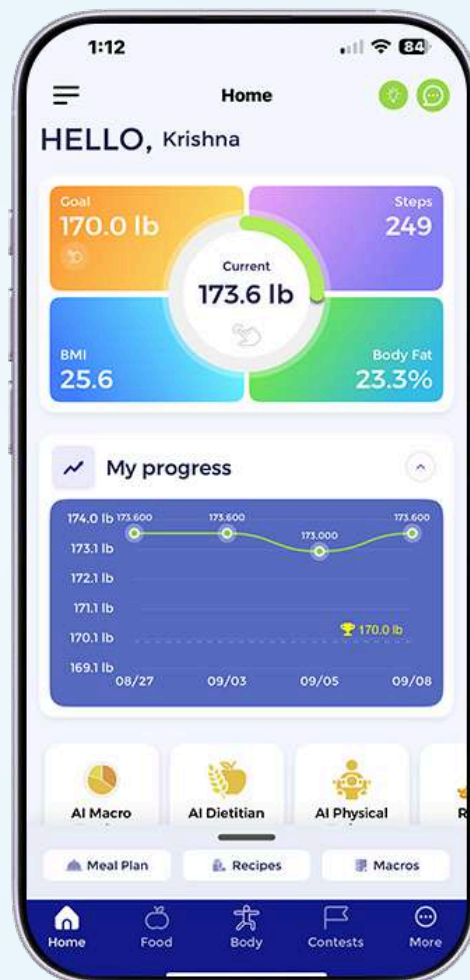 1:12
84
Home
HELLO, Krishna
Goal
170.0 lb
Steps
249
Current
173.6 lb
BMI
25.6
Body Fat
23.3%
My progress
174.0 lb
173.600
173.600
173.000
173.600
173.1 lb
172.1 lb
171.1 lb
170.1 lb
170.0 lb
169.1 lb
08/27
09/03
09/05
09/08
AI Macro
AI Dietitian
AI Physical
Meal Plan
Recipes
Macros
Home
Food
Body
Contests
More